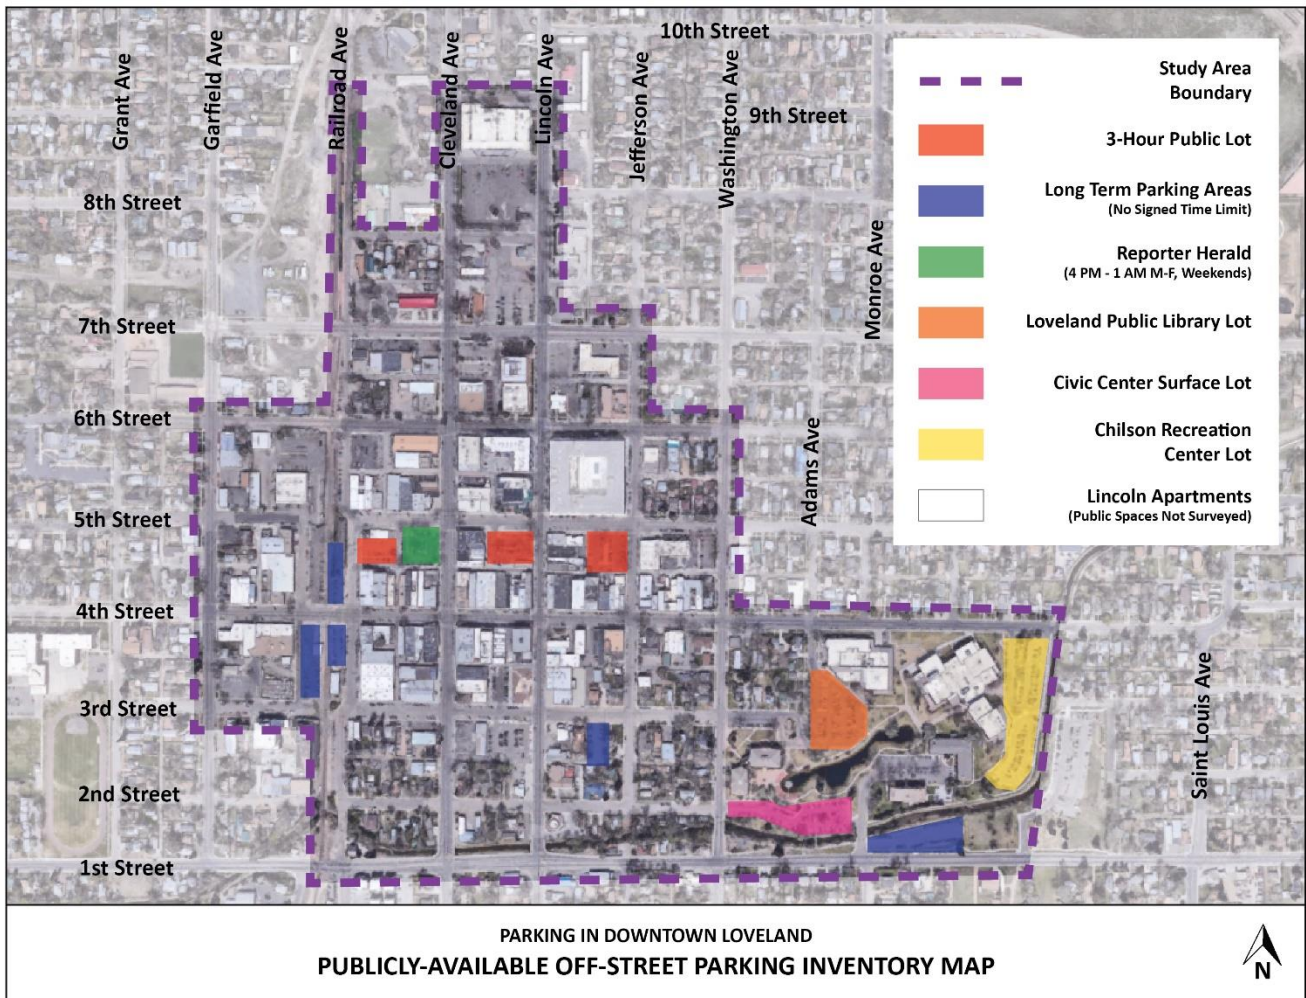 10th Street
Grant Ave
Garfield Ave
Railroad Ave
Cleveland Ave
Lincoln Ave
Jefferson Ave
Washington Ave
9th Street
8th Street
Monroe Ave
7th Street
6th Street
Adams Ave
5th Street
4th Street
3rd Street
Saint Louis Ave
2nd Street
1st Street
Study Area
Boundary
3-Hour Public Lot
Long Term Parking Areas
(No Signed Time Limit)
Reporter Herald
(4 PM - 1 AM M-F, Weekends)
Loveland Public Library Lot
Civic Center Surface Lot
Chilson Recreation
Center Lot
Lincoln Apartments
(Public Spaces Not Surveyed)
PARKING IN DOWNTOWN LOVELAND
PUBLICLY-AVAILABLE OFF-STREET PARKING INVENTORY MAP
N